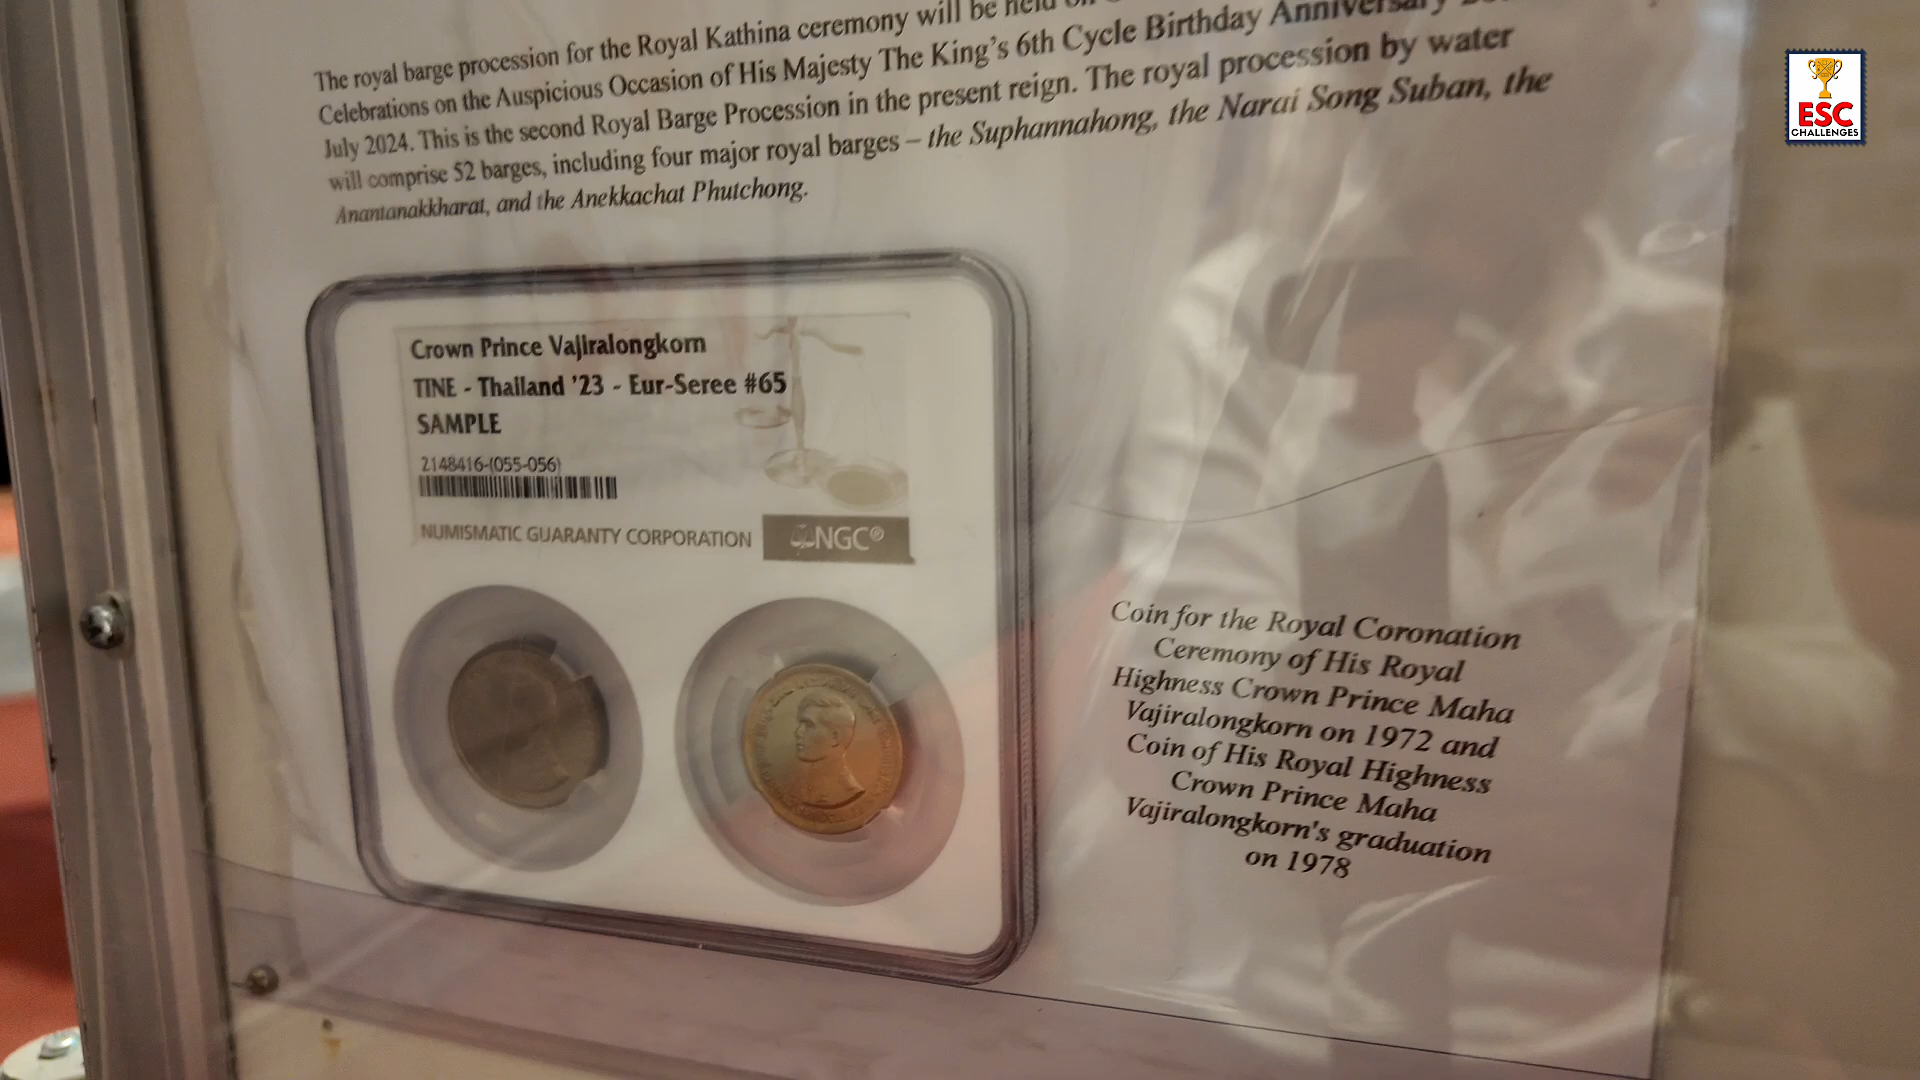 The royal barge procession for the Royal Kathina ceremony will be held on
Celebrations on the Auspicious Occasion of His Majesty The King's 6th Cycle Birthday Anniversary
July 2024. This is the second Royal Barge Procession in the present reign. The royal procession by water
will comprise 52 barges, including four major royal barges – the Suphannahong, the Narai Song Suban, the
Anantanakkharat, and the Anekkachat Phutchong.
Crown Prince Vajiralongkorn
TINE - Thailand '23 - Eur-Seree #65
SAMPLE
2148416-(055-056)
NUMISMATIC GUARANTY CORPORATION
NGC®
Coin for the Royal Coronation
Ceremony of His Royal
Highness Crown Prince Maha
Vajiralongkorn on 1972 and
Coin of His Royal Highness
Crown Prince Maha
Vajiralongkorn's graduation
on 1978
ESC
CHALLENGES